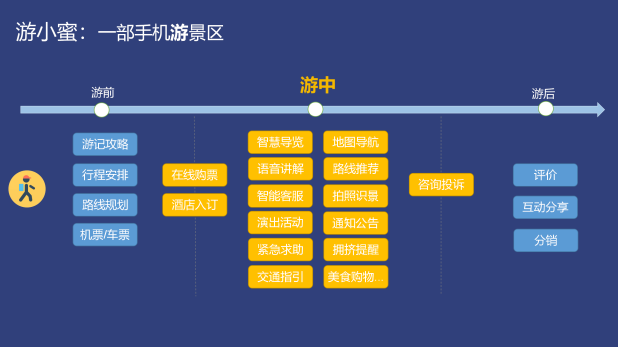 游小蜜：一部手机游景区
游前
游中
游后
游记攻略
行程安排
路线规划
机票/车票
在线购票
酒店入订
智慧导览
地图导航
语音讲解
路线推荐
智能客服
拍照识景
演出活动
通知公告
紧急求助
拥挤提醒
交通指引
美食购物...
咨询投诉
评价
互动分享
分销